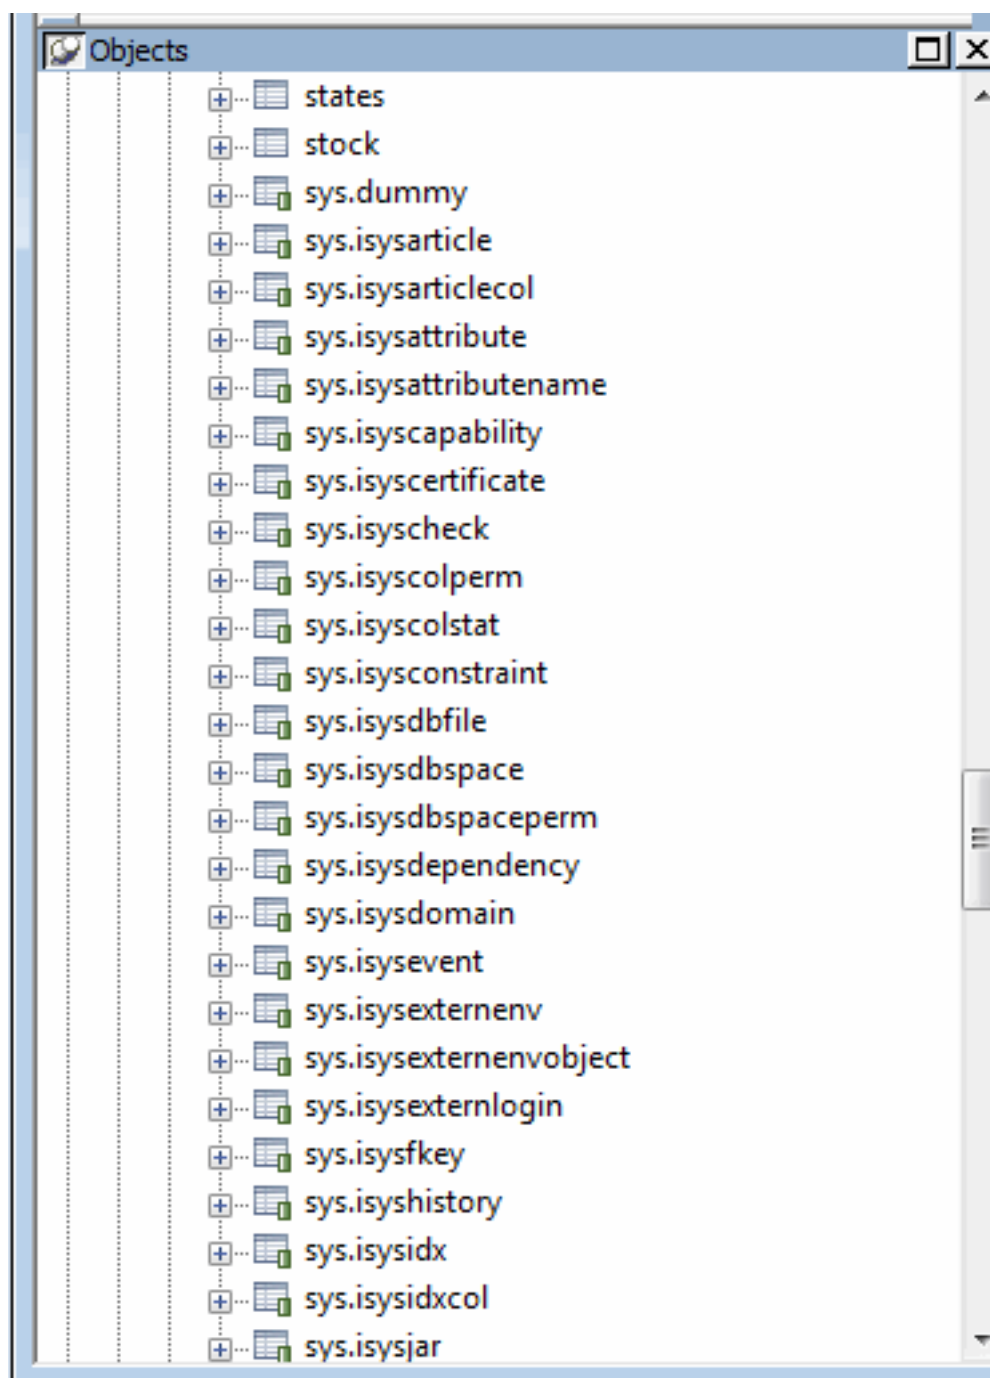 Objects
states
stock
sys.dummy
sys.isysarticle
sys.isysarticlecol
sys.isysattribute
sys.isysattributename
sys.isyscapability
sys.isyscertificate
sys.isyscheck
sys.isyscolperm
sys.isyscolstat
sys.isysconstraint
sys.isysdbfile
sys.isysdbspace
sys.isysdbspaceperm
sys.isysdependency
sys.isysdomain
sys.isysevent
sys.isysexternenv
sys.isysexternenvobject
sys.isysexternlogin
sys.isysfkey
sys.isyshistory
sys.isysidx
sys.isysidxcol
sys.isysjar